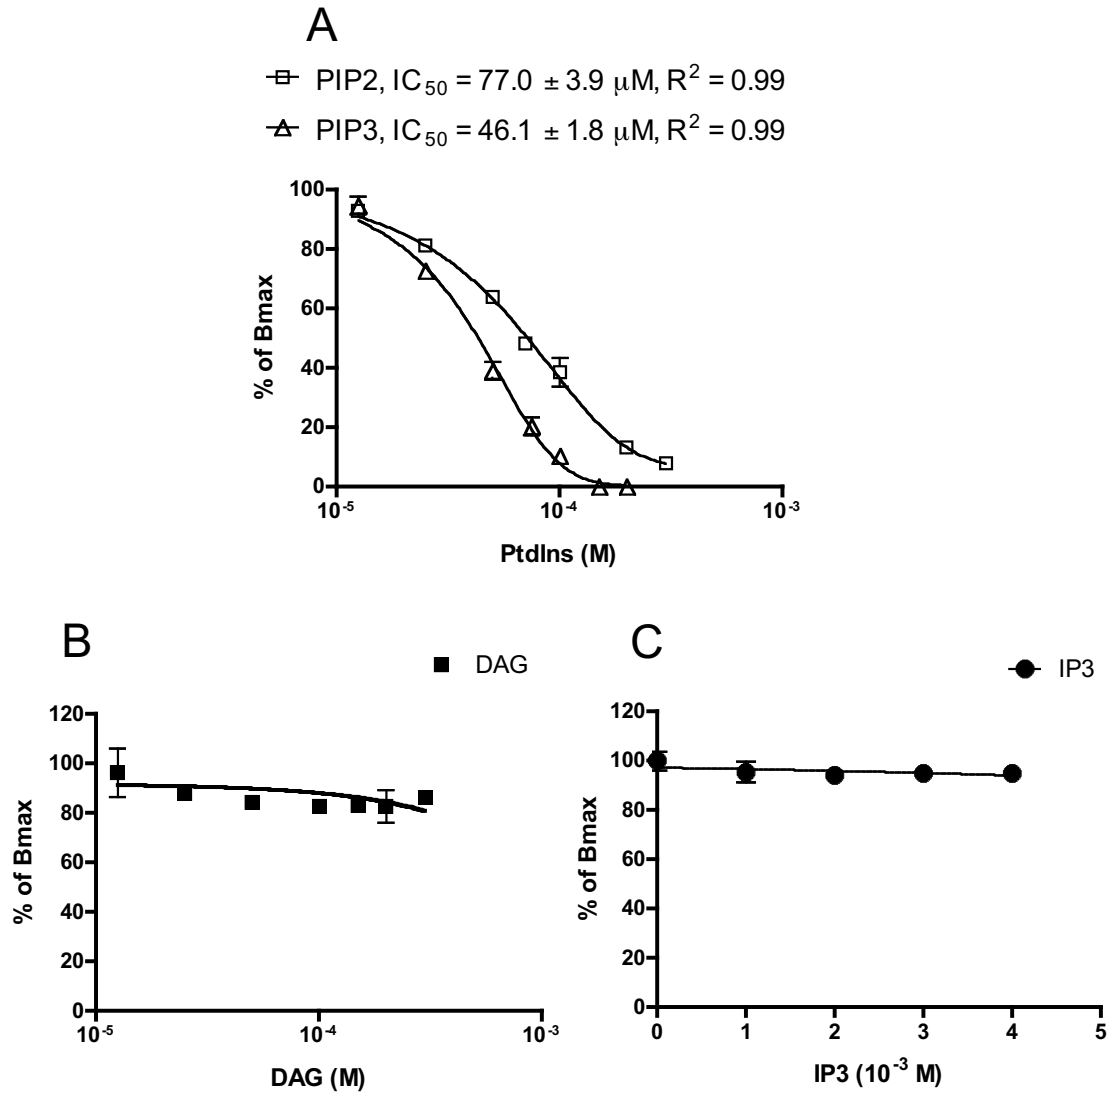 A
PIP2, IC50 = 77.0 ± 3.9 μM, R² = 0.99
PIP3, IC50 = 46.1 ± 1.8 μM, R² = 0.99
100
80
60
40
20
0
% of Bmax
10⁻⁵
10⁻⁴
10⁻³
PtdIns (M)
B
DAG
120
100
80
60
40
20
0
% of Bmax
10⁻⁵
10⁻⁴
10⁻³
DAG (M)
C
IP3
120
100
80
60
40
20
0
% of Bmax
0
1
2
3
4
5
IP3 (10⁻³ M)